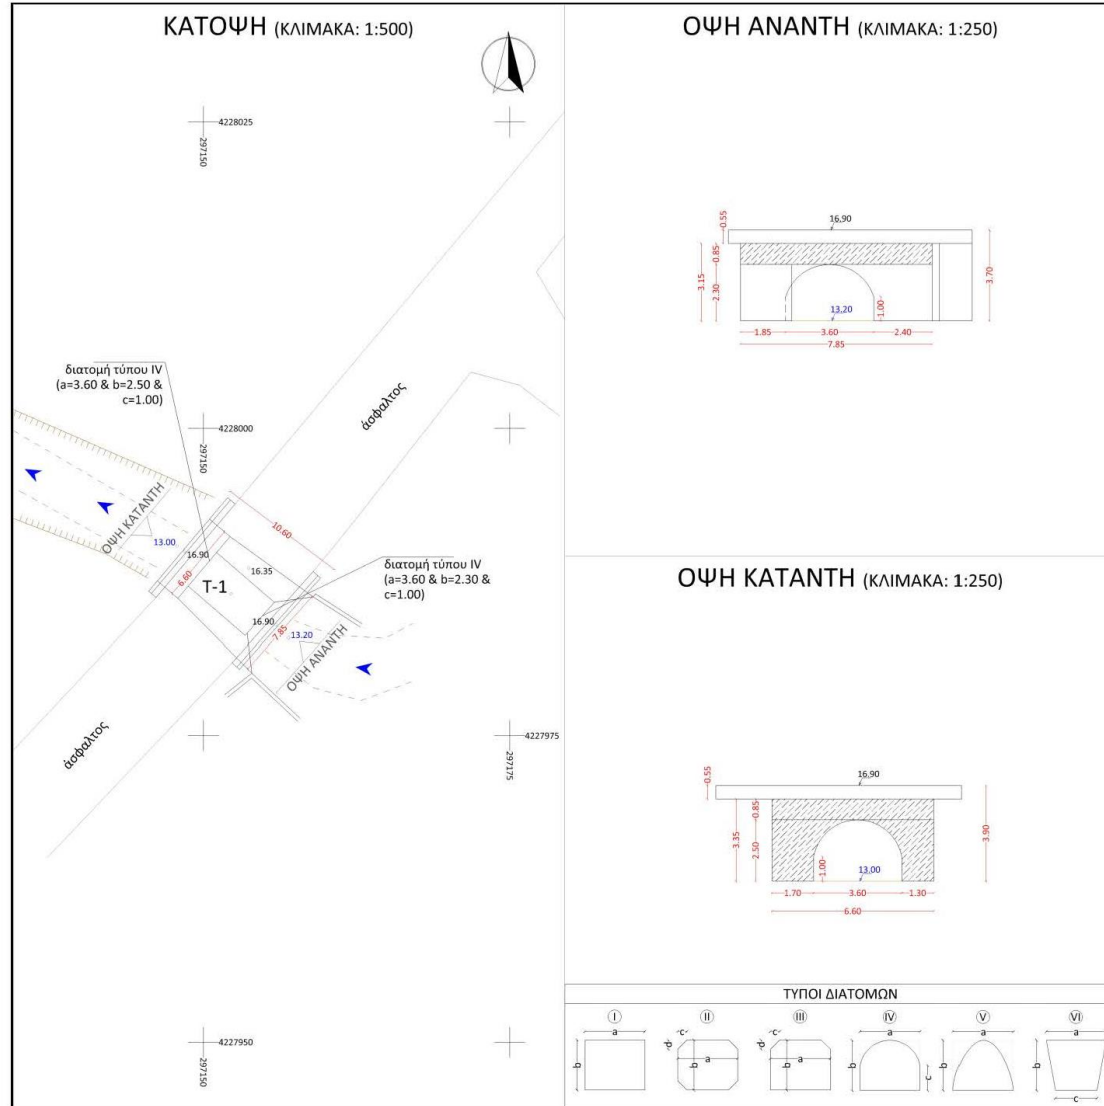 ΚΑΤΟΨΗ (ΚΛΙΜΑΚΑ: 1:500)
4228025
297150
διατομή τύπου IV
(a=3.60 & b=2.50 &
c=1.00)
άσφαλτος
4228000
297150
ΟΨΗ ΚΑΤΑΝΤΗ
13.00
16.90
6.60
10.60
16.35
T-1
διατομή τύπου IV
(a=3.60 & b=2.30 &
c=1.00)
16.90
7.85
13.20
ΟΨΗ ΑΝΑΝΤΗ
άσφαλτος
4227975
297175
4227950
297150
ΟΨΗ ΑΝΑΝΤΗ (ΚΛΙΜΑΚΑ: 1:250)
16,90
0.55
0.85
3.15
2.30
3.70
13,20
1.00
1.85
3.60
2.40
7.85
ΟΨΗ ΚΑΤΑΝΤΗ (ΚΛΙΜΑΚΑ: 1:250)
16,90
0.55
0.85
3.35
2.50
3.90
1.00
13,00
1.70
3.60
1.30
6.60
ΤΥΠΟΙ ΔΙΑΤΟΜΩΝ
I II III IV V VI
a c c a a a
d d
b b a b a b c b b
c